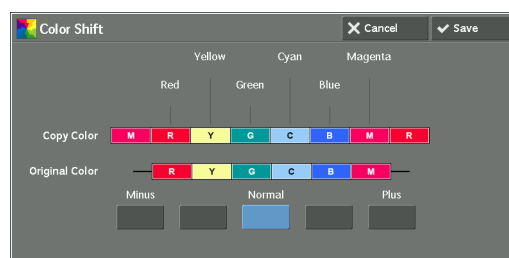 Color Shift
Cancel
Save
Yellow Cyan Magenta
Red Green Blue
Copy Color M R Y G C B M R
Original Color R Y G C B M
Minus Normal Plus